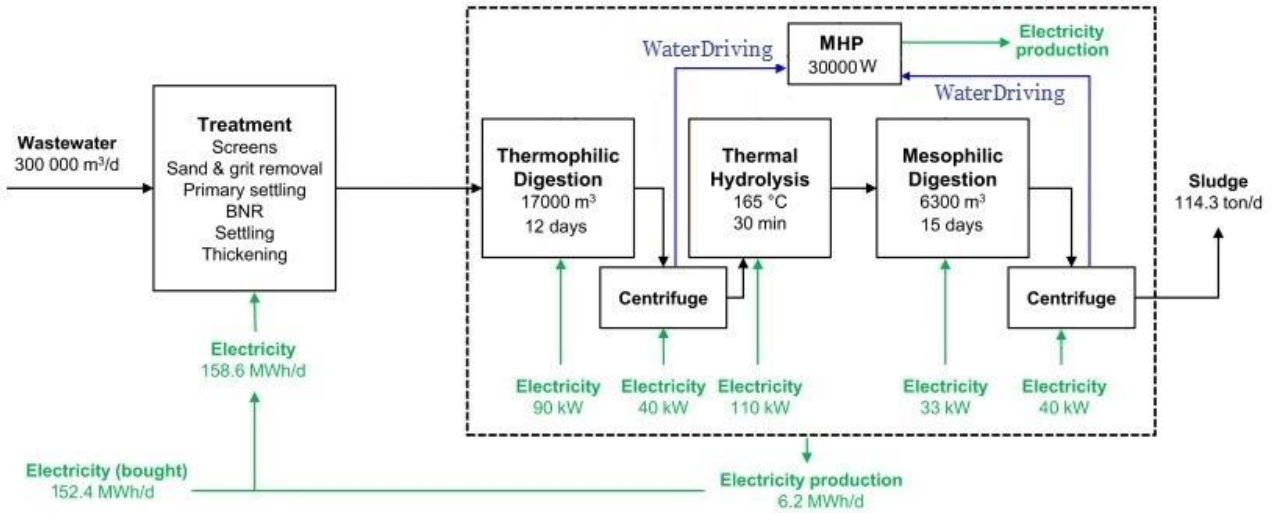 Wastewater
300 000 m³/d
Treatment
Screens
Sand & grit removal
Primary settling
BNR
Settling
Thickening
WaterDriving
MHP
30000 W
Electricity
production
WaterDriving
Thermophilic
Digestion
17000 m³
12 days
Thermal
Hydrolysis
165 °C
30 min
Mesophilic
Digestion
6300 m³
15 days
Sludge
114.3 ton/d
Centrifuge
Centrifuge
Electricity
158.6 MWh/d
Electricity
90 kW
Electricity
40 kW
Electricity
110 kW
Electricity
33 kW
Electricity
40 kW
Electricity (bought)
152.4 MWh/d
Electricity production
6.2 MWh/d